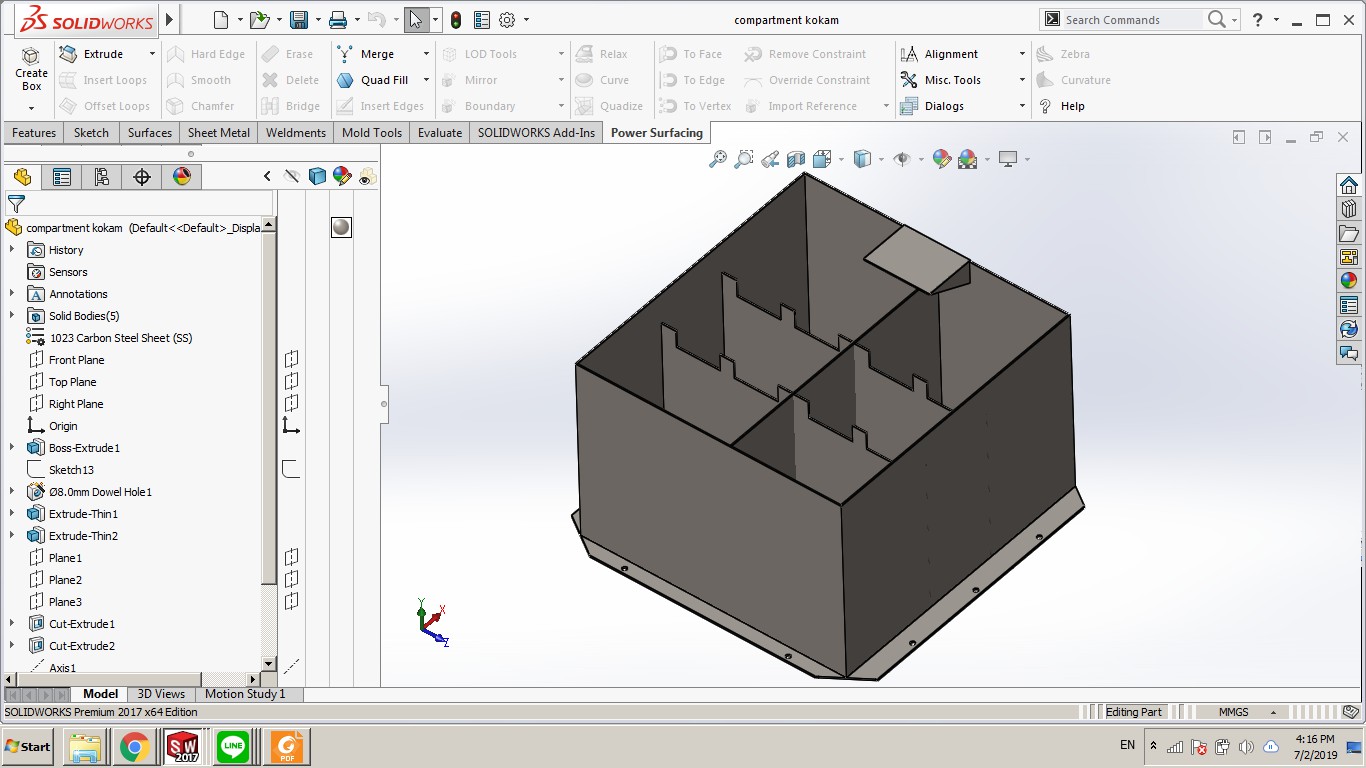 SOLIDWORKS
compartment kokam
Search Commands
Create Box
Extrude
Insert Loops
Offset Loops
Hard Edge
Smooth
Chamfer
Erase
Delete
Bridge
Merge
Quad Fill
Insert Edges
LOD Tools
Mirror
Boundary
Relax
Curve
Quadize
To Face
To Edge
To Vertex
Remove Constraint
Override Constraint
Import Reference
Alignment
Misc. Tools
Dialogs
Zebra
Curvature
Help
Features
Sketch
Surfaces
Sheet Metal
Weldments
Mold Tools
Evaluate
SOLIDWORKS Add-Ins
Power Surfacing
compartment kokam (Default<<Default>_Displa
History
Sensors
Annotations
Solid Bodies(5)
1023 Carbon Steel Sheet (SS)
Front Plane
Top Plane
Right Plane
Origin
Boss-Extrude1
Sketch13
Ø8.0mm Dowel Hole1
Extrude-Thin1
Extrude-Thin2
Plane1
Plane2
Plane3
Cut-Extrude1
Cut-Extrude2
Axis1
Y
X
Z
Model
3D Views
Motion Study 1
SOLIDWORKS Premium 2017 x64 Edition
Editing Part
MMGS
Start
SW
2017
LINE
PDF
EN
4:16 PM
7/2/2019